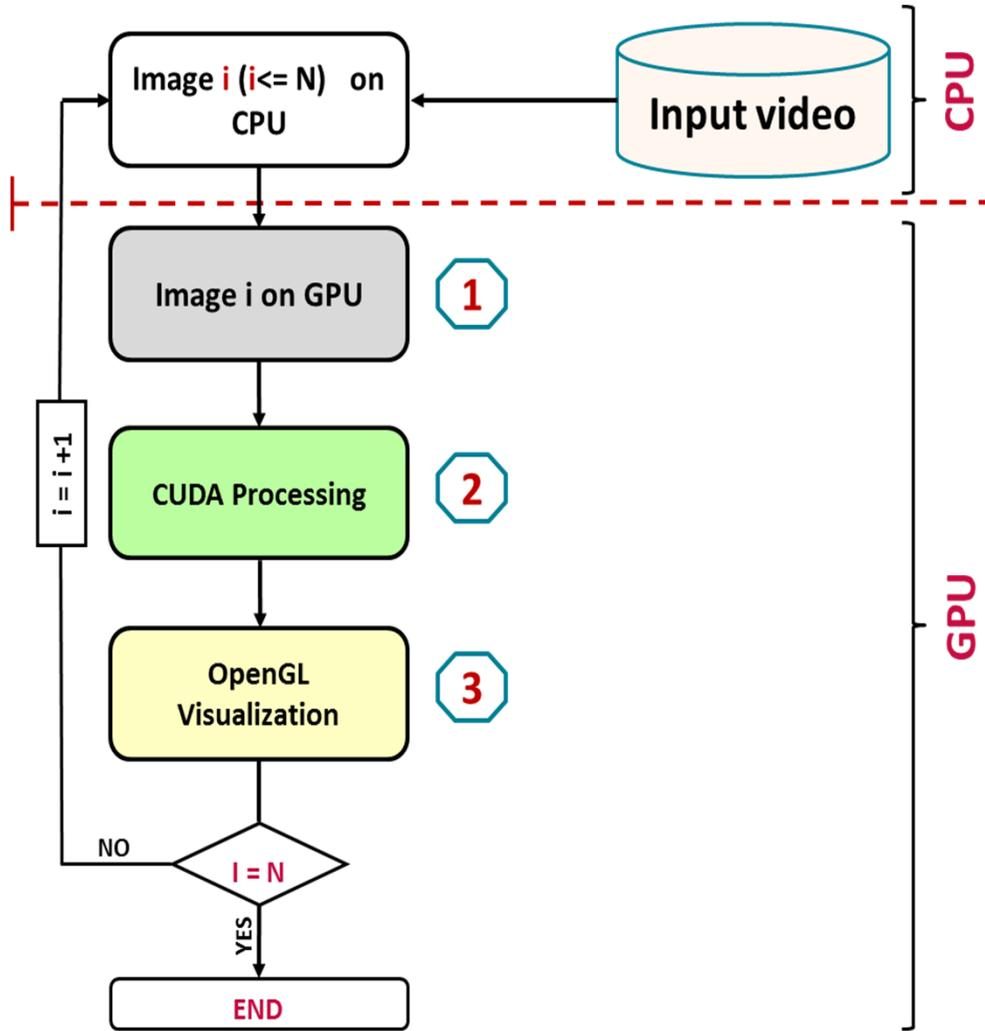 Image i (i<= N) on
CPU
Input video
CPU
Image i on GPU
1
i = i +1
CUDA Processing
2
GPU
OpenGL
Visualization
3
NO
I = N
YES
END